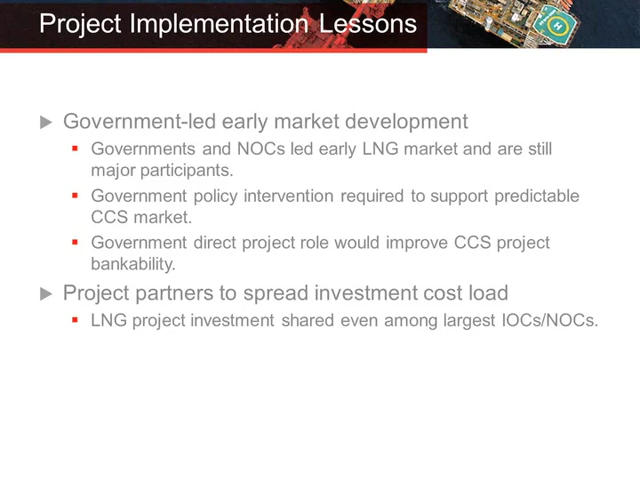 Project Implementation Lessons
Government-led early market development
Governments and NOCs led early LNG market and are still
major participants.
Government policy intervention required to support predictable
CCS market.
Government direct project role would improve CCS project
bankability.
Project partners to spread investment cost load
LNG project investment shared even among largest IOCs/NOCs.